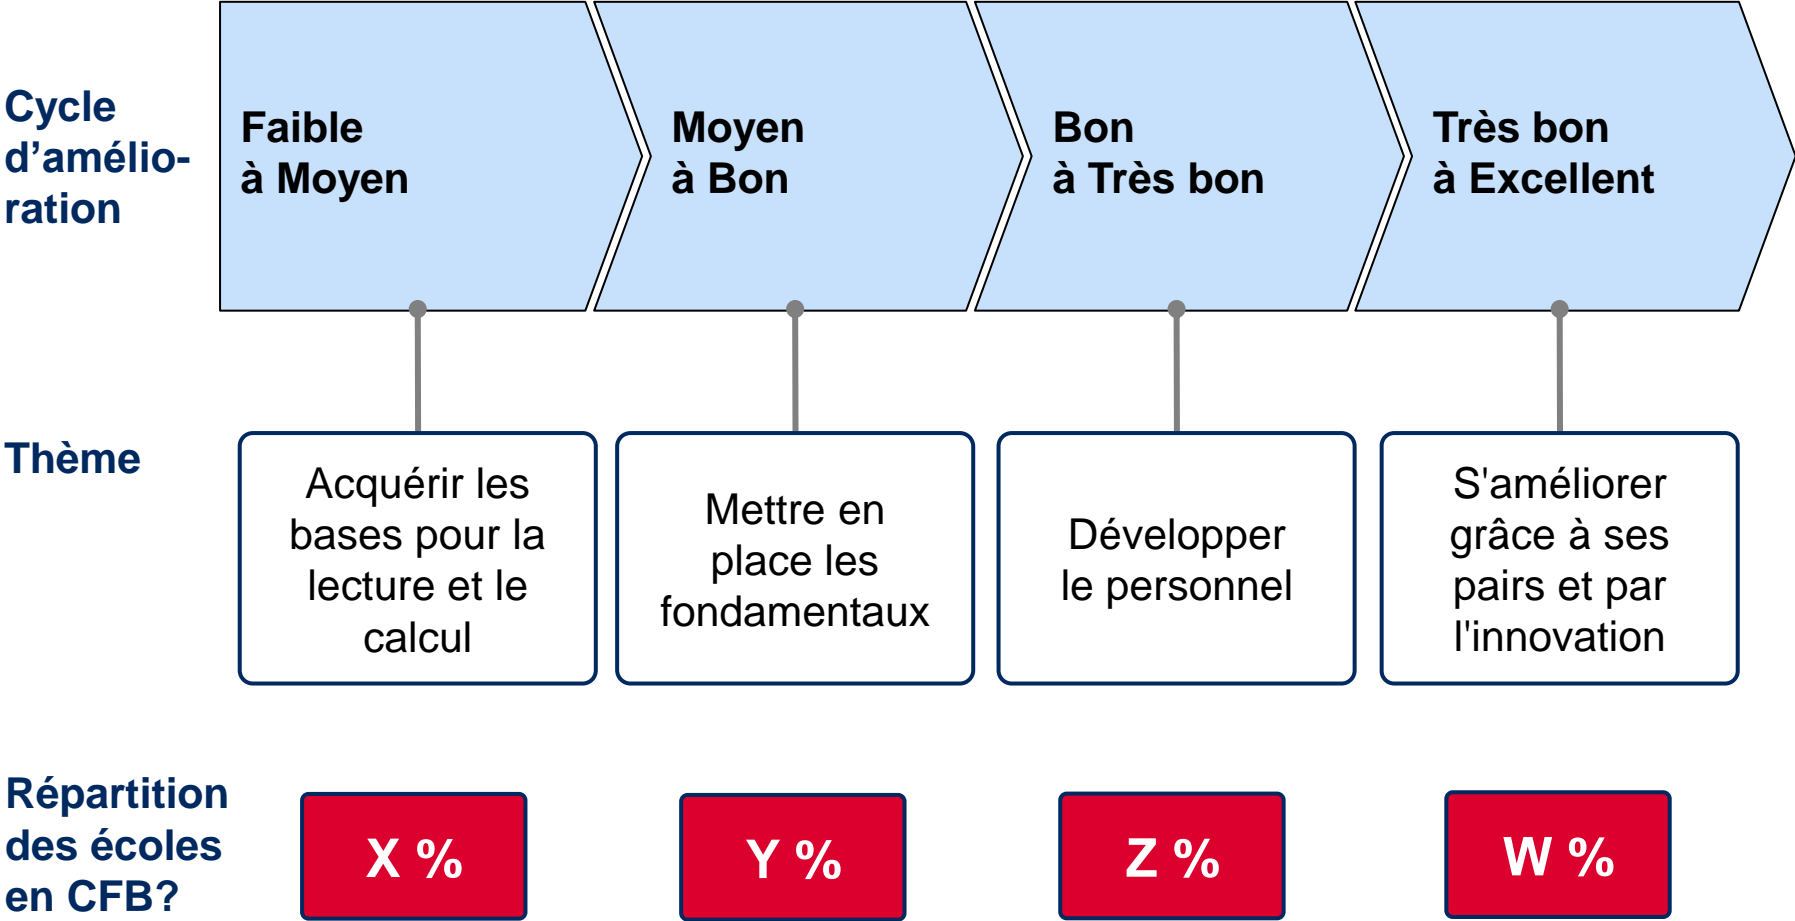 Cycle
d’amélio-
ration
Faible
à Moyen
Moyen
à Bon
Bon
à Très bon
Très bon
à Excellent
Thème
Acquérir les
bases pour la
lecture et le
calcul
Mettre en
place les
fondamentaux
Développer
le personnel
S'améliorer
grâce à ses
pairs et par
l'innovation
Répartition
des écoles
en CFB?
X %
Y %
Z %
W %